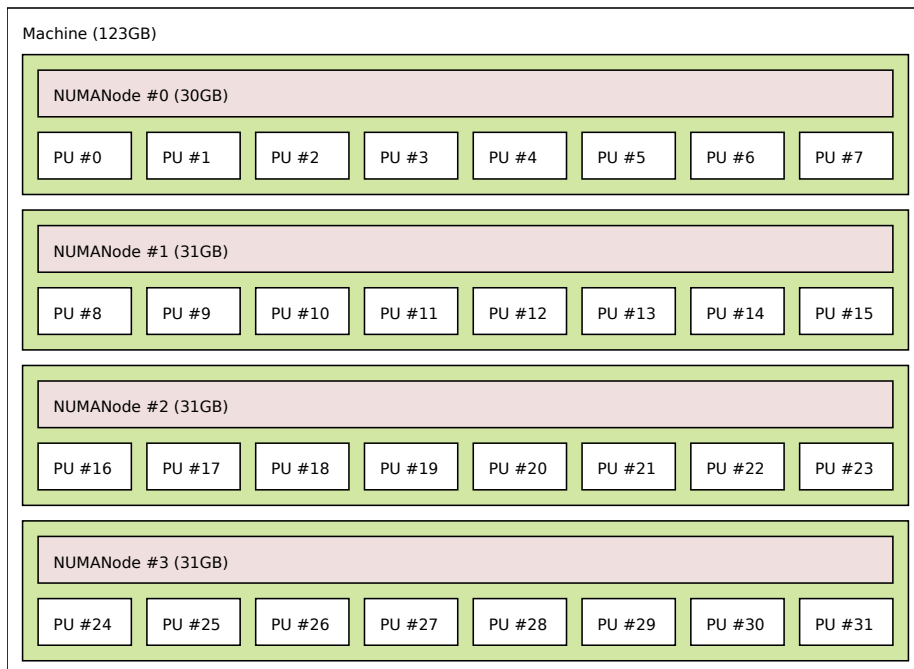 Machine (123GB)
NUMANode #0 (30GB)
PU #0 PU #1 PU #2 PU #3 PU #4 PU #5 PU #6 PU #7
NUMANode #1 (31GB)
PU #8 PU #9 PU #10 PU #11 PU #12 PU #13 PU #14 PU #15
NUMANode #2 (31GB)
PU #16 PU #17 PU #18 PU #19 PU #20 PU #21 PU #22 PU #23
NUMANode #3 (31GB)
PU #24 PU #25 PU #26 PU #27 PU #28 PU #29 PU #30 PU #31